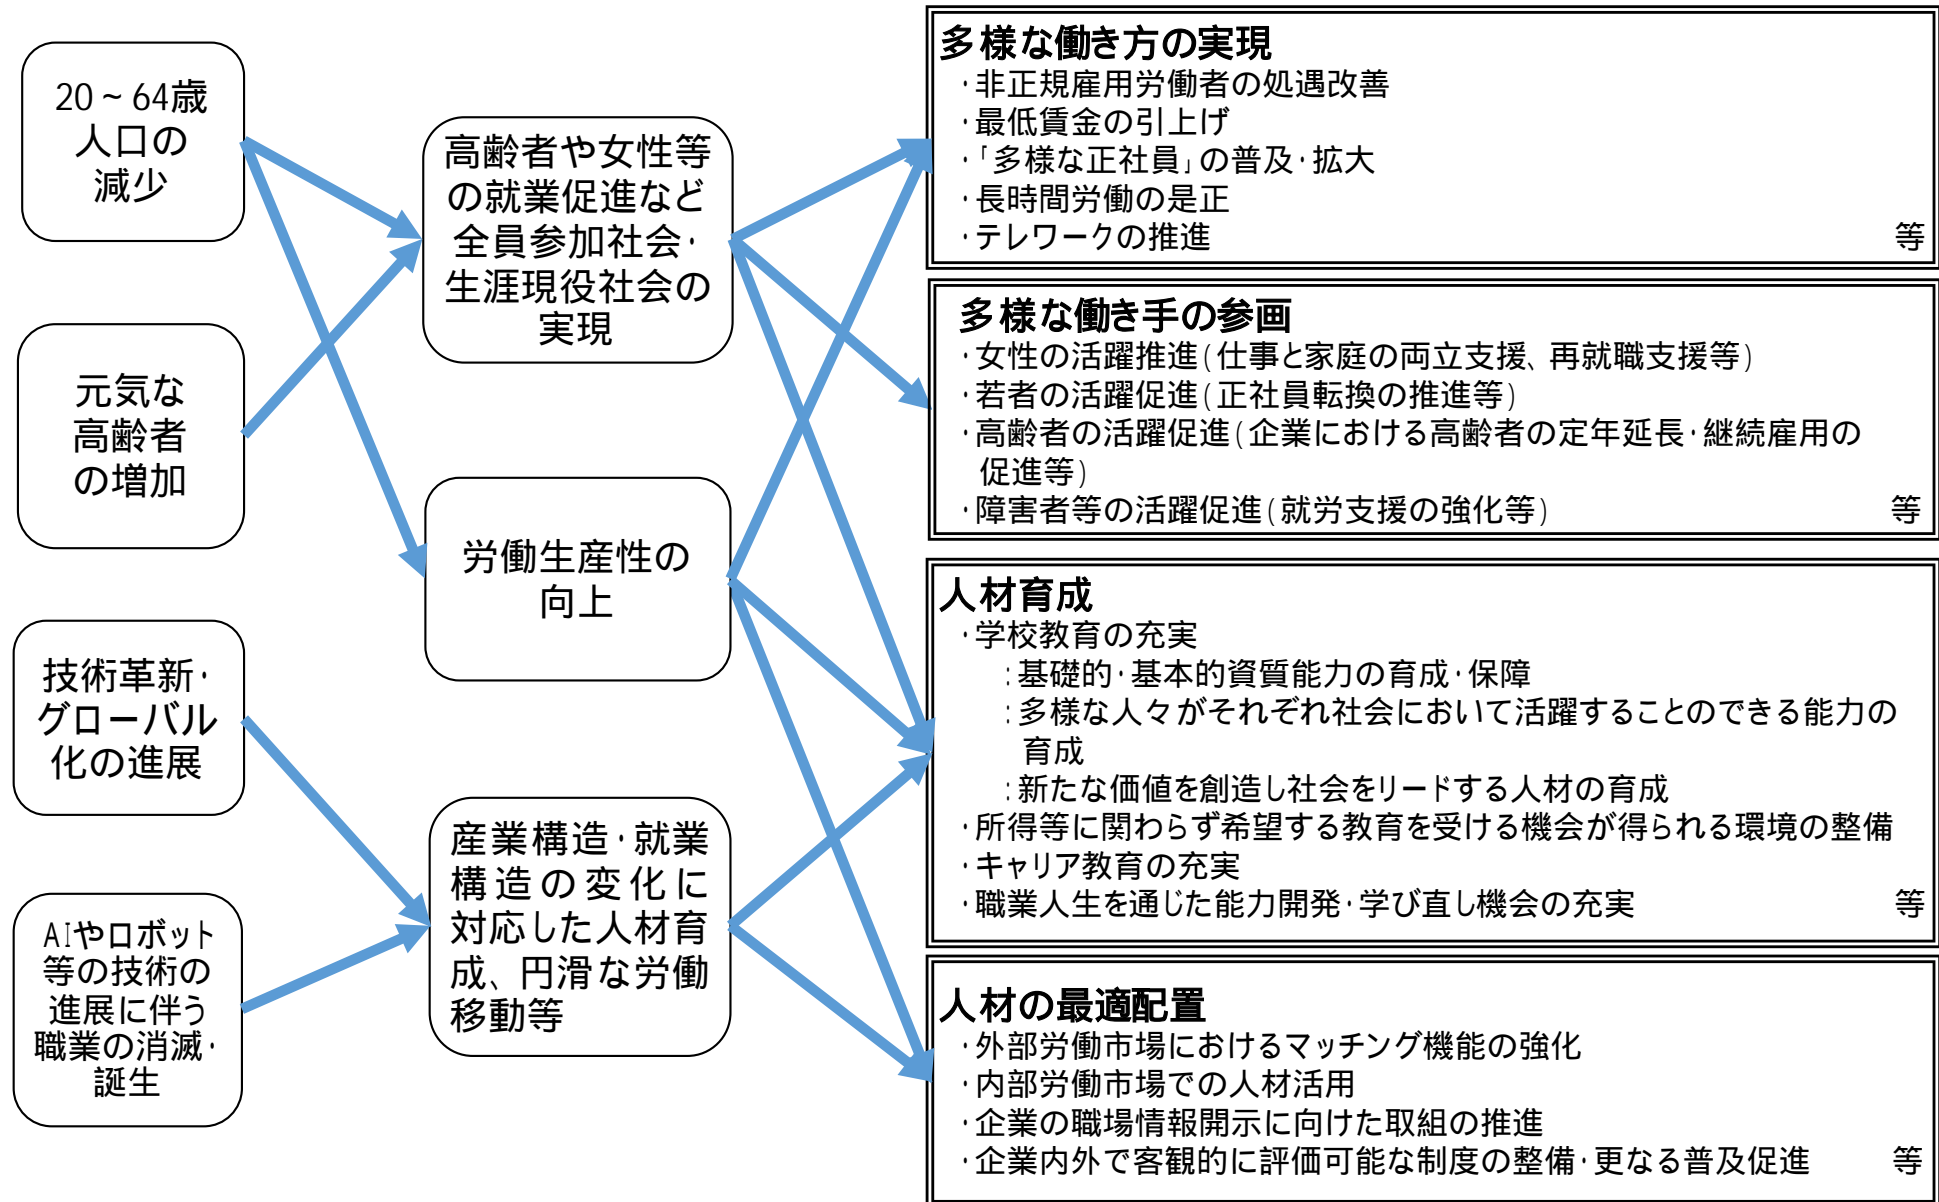 20～64歳
人口の
減少
元気な
高齢者
の増加
技術革新・
グローバル
化の進展
AIやロボット
等の技術の
進展に伴う
職業の消滅・
誕生
高齢者や女性等
の就業促進など
全員参加社会・
生涯現役社会の
実現
労働生産性の
向上
産業構造・就業
構造の変化に
対応した人材育
成、円滑な労働
移動等
多様な働き方の実現
・非正規雇用労働者の処遇改善
・最低賃金の引上げ
・「多様な正社員」の普及・拡大
・長時間労働の是正
・テレワークの推進 等
多様な働き手の参画
・女性の活躍推進（仕事と家庭の両立支援、再就職支援等）
・若者の活躍促進（正社員転換の推進等）
・高齢者の活躍促進（企業における高齢者の定年延長・継続雇用の
促進等）
・障害者等の活躍促進（就労支援の強化等） 等
人材育成
・学校教育の充実
：基礎的・基本的資質能力の育成・保障
：多様な人々がそれぞれ社会において活躍することのできる能力の
育成
：新たな価値を創造し社会をリードする人材の育成
・所得等に関わらず希望する教育を受ける機会が得られる環境の整備
・キャリア教育の充実
・職業人生を通じた能力開発・学び直し機会の充実 等
人材の最適配置
・外部労働市場におけるマッチング機能の強化
・内部労働市場での人材活用
・企業の職場情報開示に向けた取組の推進
・企業内外で客観的に評価可能な制度の整備・更なる普及促進 等